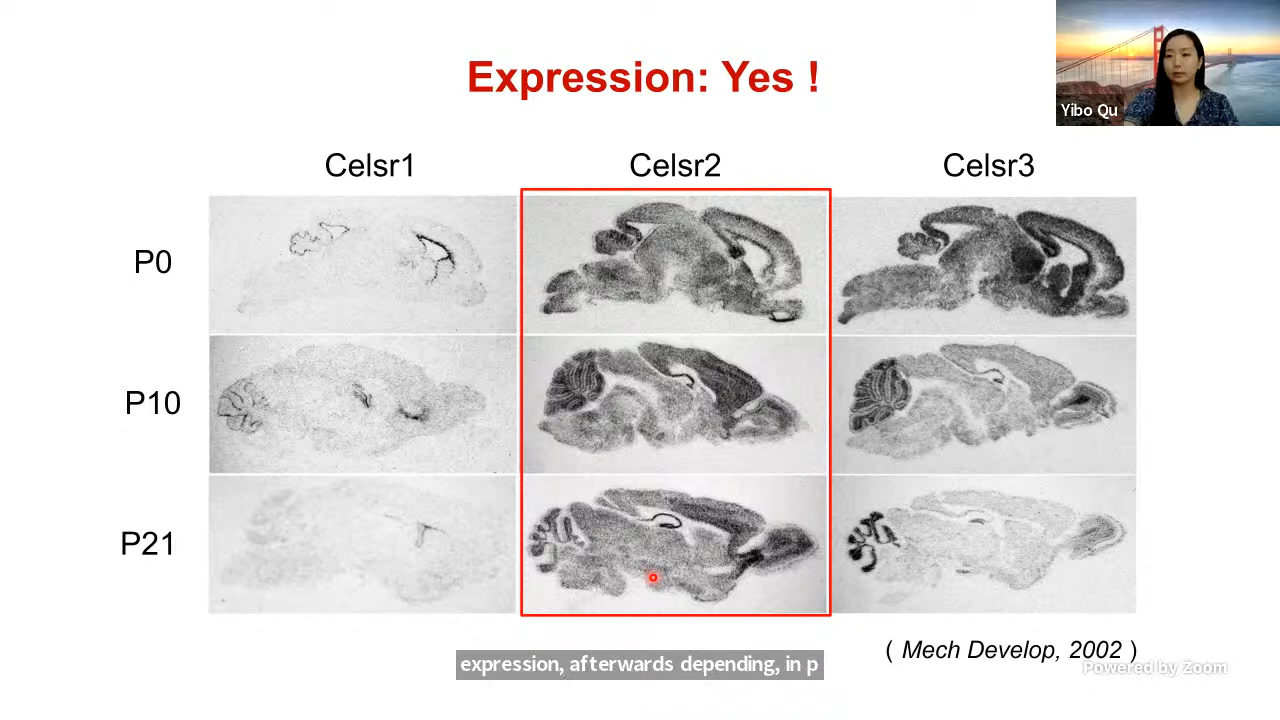 Expression: Yes !
Yibo Qu
Celsr1 Celsr2 Celsr3
P0
P10
P21
( Mech Develop, 2002 )
expression, afterwards depending, in p
Powered by Zoom